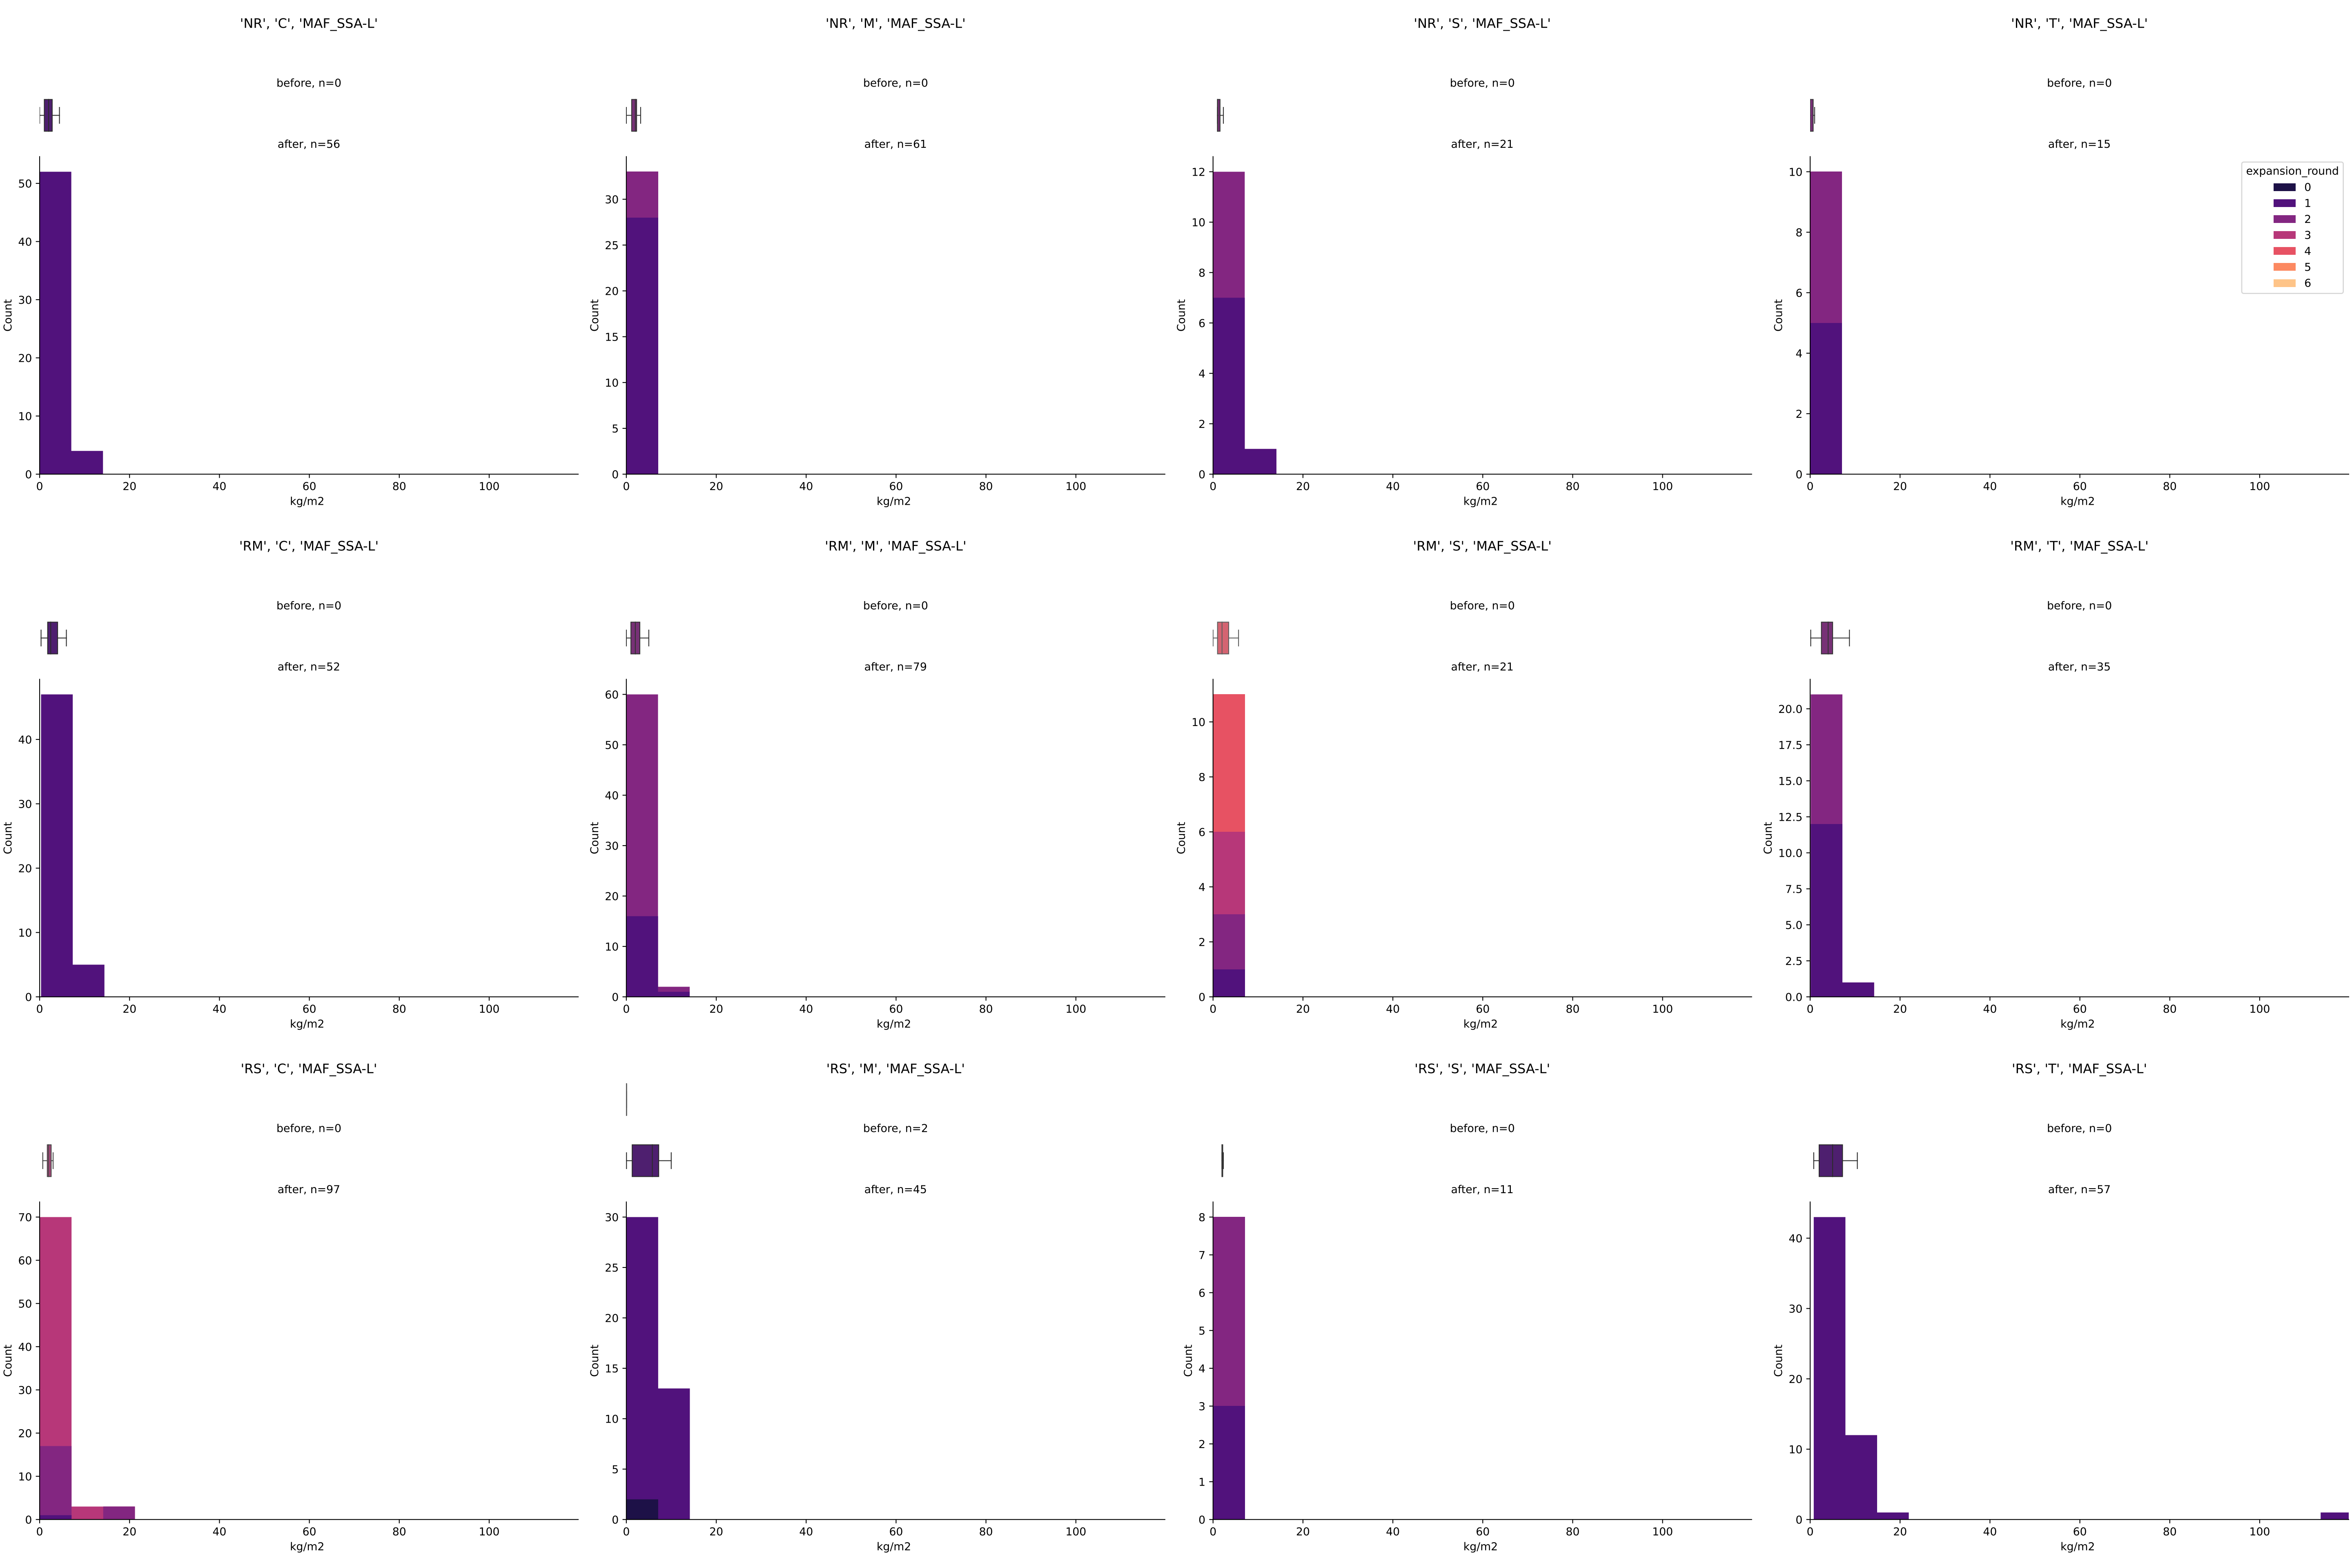 'NR', 'C', 'MAF_SSA-L'
before, n=0
after, n=56
50
40
30
20
10
0
Count
0 20 40 60 80 100
kg/m2
'NR', 'M', 'MAF_SSA-L'
before, n=0
after, n=61
30
25
20
15
10
5
0
Count
0 20 40 60 80 100
kg/m2
'NR', 'S', 'MAF_SSA-L'
before, n=0
after, n=21
12
10
8
6
4
2
0
Count
0 20 40 60 80 100
kg/m2
'NR', 'T', 'MAF_SSA-L'
before, n=0
after, n=15
10
8
6
4
2
0
Count
0 20 40 60 80 100
kg/m2
expansion_round
0
1
2
3
4
5
6
'RM', 'C', 'MAF_SSA-L'
before, n=0
after, n=52
40
30
20
10
0
Count
0 20 40 60 80 100
kg/m2
'RM', 'M', 'MAF_SSA-L'
before, n=0
after, n=79
60
50
40
30
20
10
0
Count
0 20 40 60 80 100
kg/m2
'RM', 'S', 'MAF_SSA-L'
before, n=0
after, n=21
10
8
6
4
2
0
Count
0 20 40 60 80 100
kg/m2
'RM', 'T', 'MAF_SSA-L'
before, n=0
after, n=35
20.0
17.5
15.0
12.5
10.0
7.5
5.0
2.5
0.0
Count
0 20 40 60 80 100
kg/m2
'RS', 'C', 'MAF_SSA-L'
before, n=0
after, n=97
70
60
50
40
30
20
10
0
Count
0 20 40 60 80 100
kg/m2
'RS', 'M', 'MAF_SSA-L'
before, n=2
after, n=45
30
25
20
15
10
5
0
Count
0 20 40 60 80 100
kg/m2
'RS', 'S', 'MAF_SSA-L'
before, n=0
after, n=11
8
7
6
5
4
3
2
1
0
Count
0 20 40 60 80 100
kg/m2
'RS', 'T', 'MAF_SSA-L'
before, n=0
after, n=57
40
30
20
10
0
Count
0 20 40 60 80 100
kg/m2